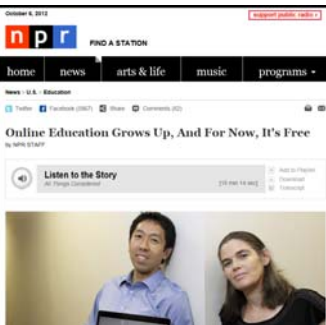 October 6, 2012
support public radio ›
n p r
FIND A STATION
home news arts & life music programs
News › U.S. › Education
Twitter Facebook Share Comments
Online Education Grows Up, And For Now, It's Free
by NPR STAFF
Listen to the Story
All Things Considered
Add to Playlist
Download
Transcript